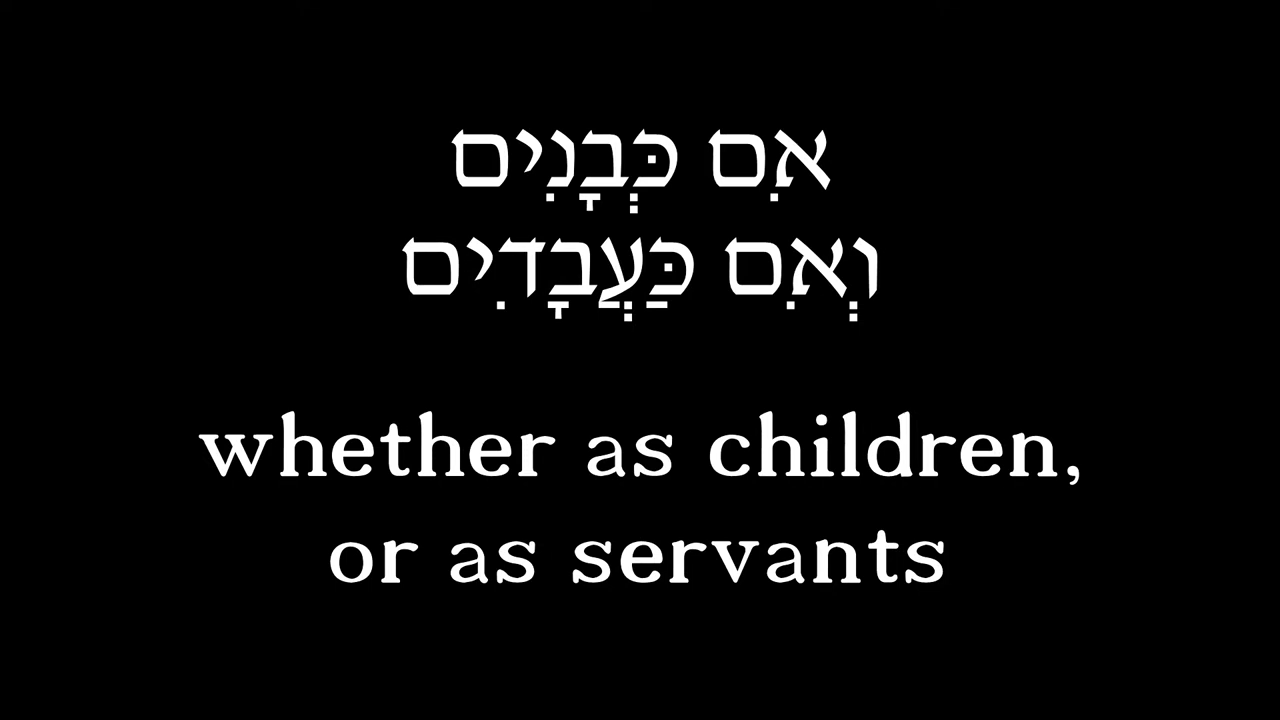 אִם כְּבָנִים
וְאִם כַּעֲבָדִים
whether as children,
or as servants